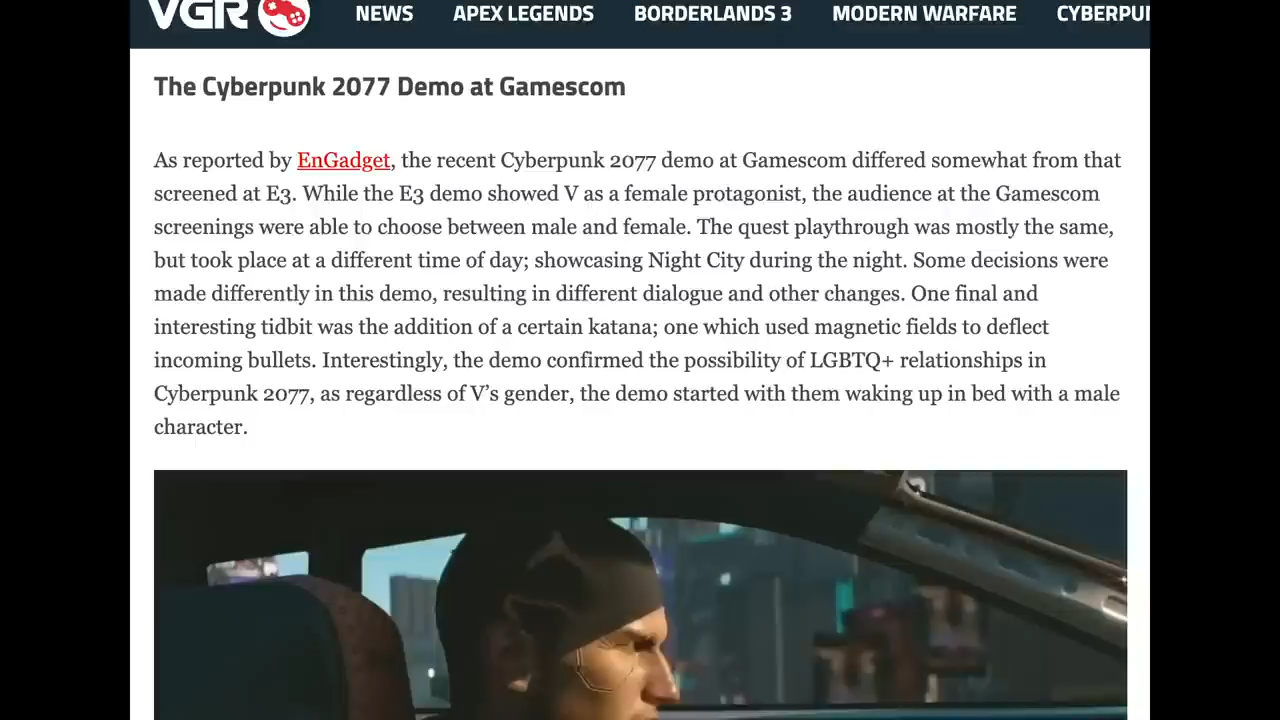 VGR NEWS APEX LEGENDS BORDERLANDS 3 MODERN WARFARE CYBERPU
The Cyberpunk 2077 Demo at Gamescom
As reported by EnGadget, the recent Cyberpunk 2077 demo at Gamescom differed somewhat from that
screened at E3. While the E3 demo showed V as a female protagonist, the audience at the Gamescom
screenings were able to choose between male and female. The quest playthrough was mostly the same,
but took place at a different time of day; showcasing Night City during the night. Some decisions were
made differently in this demo, resulting in different dialogue and other changes. One final and
interesting tidbit was the addition of a certain katana; one which used magnetic fields to deflect
incoming bullets. Interestingly, the demo confirmed the possibility of LGBTQ+ relationships in
Cyberpunk 2077, as regardless of V’s gender, the demo started with them waking up in bed with a male
character.